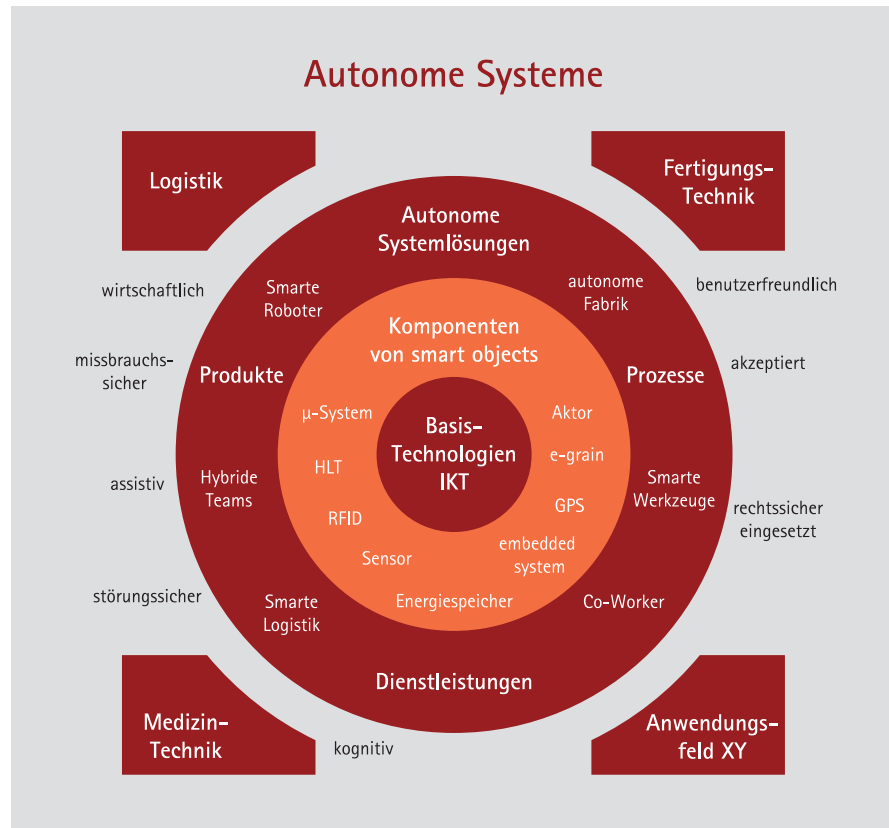 Autonome Systeme
Logistik
Fertigungs-
Technik
Autonome
Systemlösungen
wirtschaftlich
Smarte
Roboter
autonome
Fabrik
benutzerfreundlich
Komponenten
von smart objects
missbrauchs-
sicher
Produkte
Prozesse
akzeptiert
µ-System
Aktor
Basis-
Technologien
IKT
HLT
e-grain
assistiv
Hybride
Teams
Smarte
Werkzeuge
RFID
GPS
rechtssicher
eingesetzt
Sensor
embedded
system
störungssicher
Smarte
Logistik
Energiespeicher
Co-Worker
Dienstleistungen
Medizin-
Technik
kognitiv
Anwendungs-
feld XY